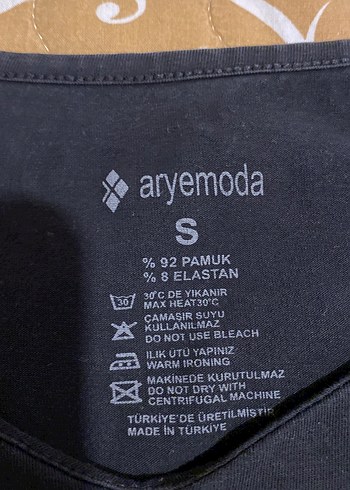 aryemoda
S
% 92 PAMUK
% 8 ELASTAN
30
30°C DE YIKANIR
MAX HEAT30°C
ÇAMAŞIR SUYU
KULLANILMAZ
DO NOT USE BLEACH
ILIK ÜTÜ YAPINIZ
WARM IRONING
MAKİNEDE KURUTULMAZ
DO NOT DRY WITH
CENTRIFUGAL MACHINE
TÜRKİYE'DE ÜRETİLMİŞTİR
MADE IN TÜRKİYE